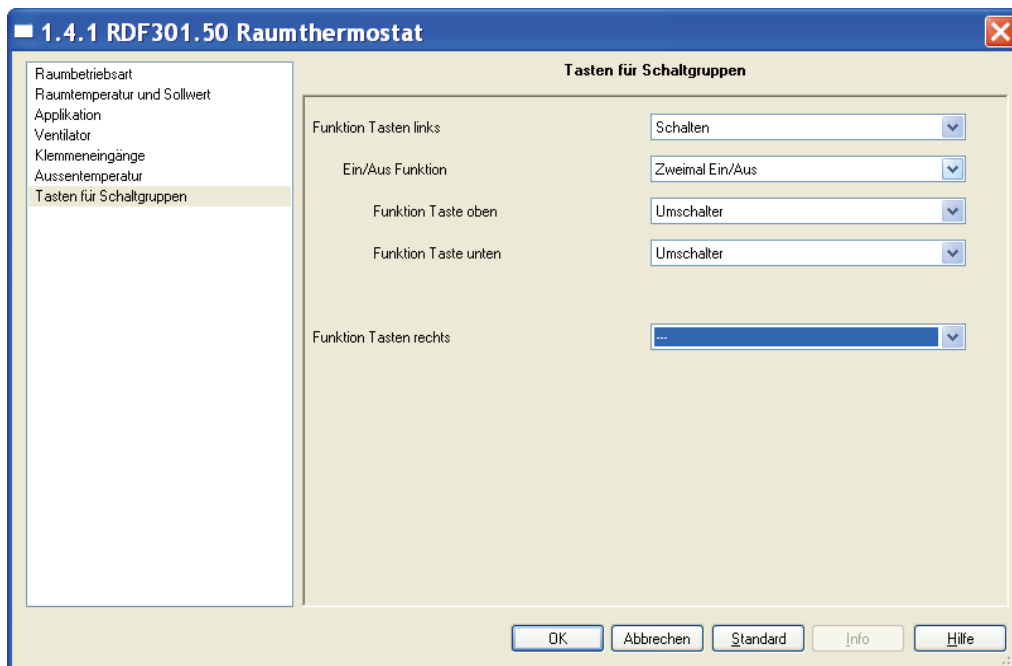 1.4.1 RDF301.50 Raumthermostat
Raumbetriebsart
Raumtemperatur und Sollwert
Applikation
Ventilator
Klemmeneingänge
Aussentemperatur
Tasten für Schaltgruppen
Tasten für Schaltgruppen
Funktion Tasten links Schalten
Ein/Aus Funktion Zweimal Ein/Aus
Funktion Taste oben Umschalter
Funktion Taste unten Umschalter
Funktion Tasten rechts ---
OK Abbrechen Standard Info Hilfe